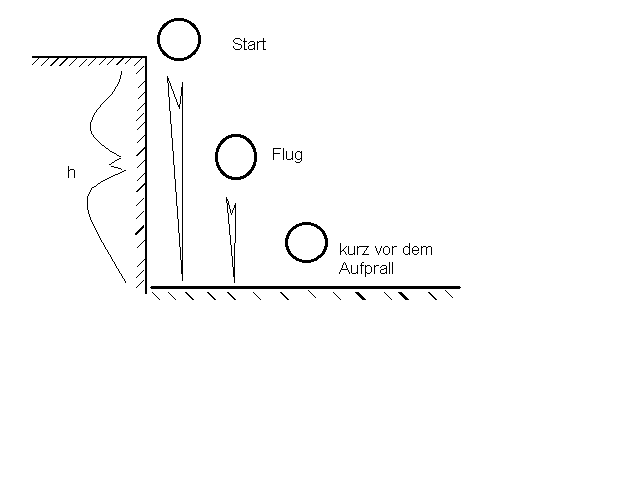 Start
Flug
h
kurz vor dem
Aufprall